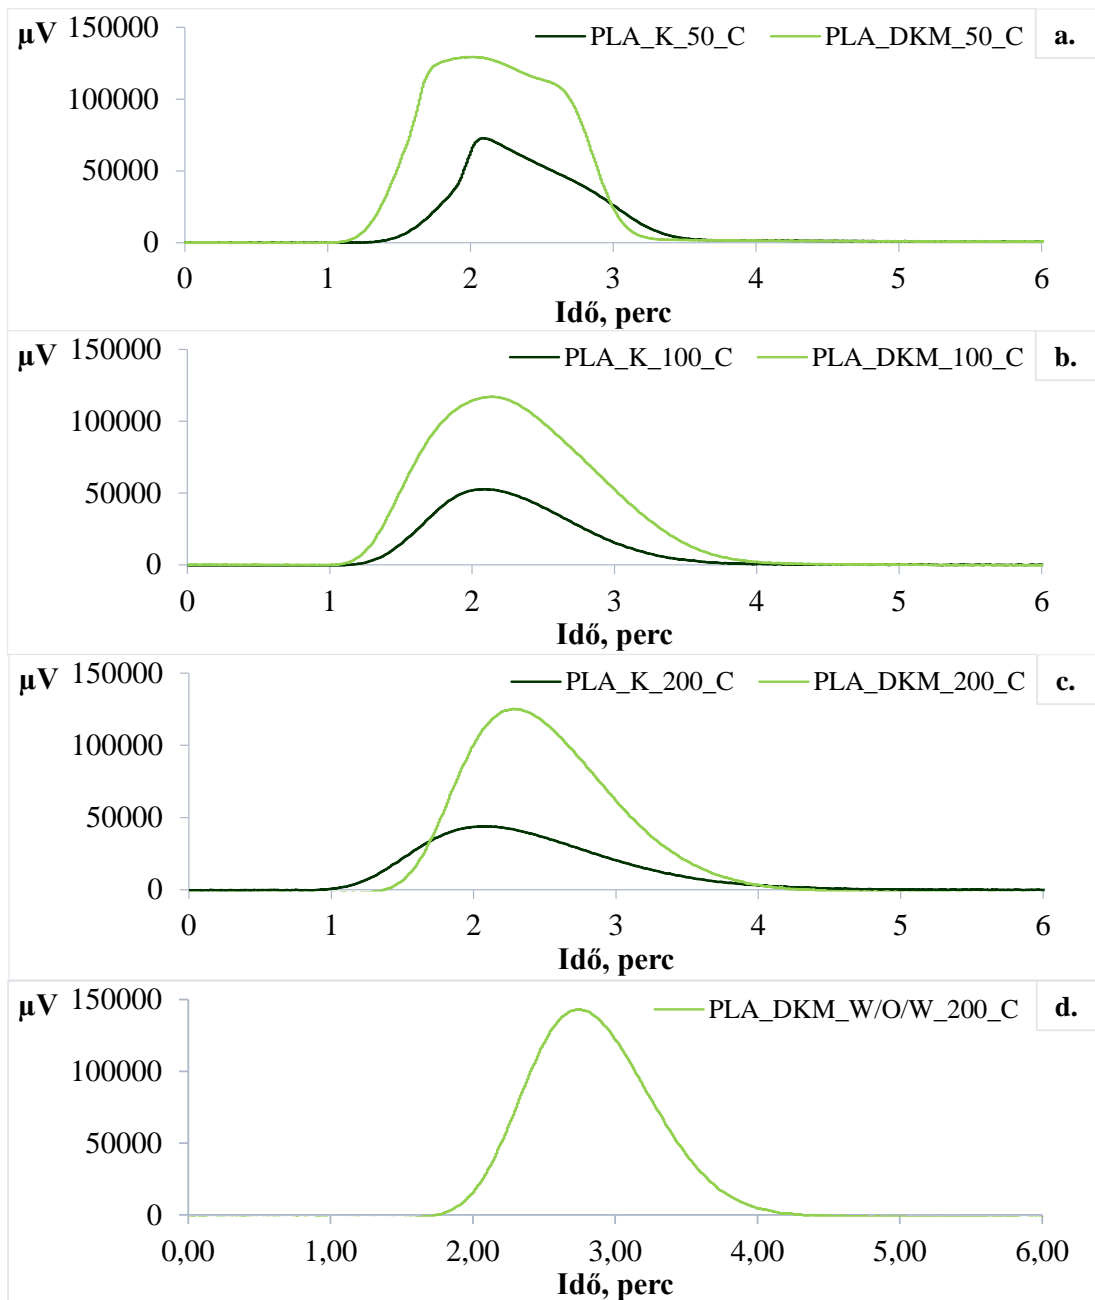 µV 150000 PLA_K_50_C PLA_DKM_50_C a.
100000
50000
0
0 1 2 3 4 5 6
Idő, perc
µV 150000 PLA_K_100_C PLA_DKM_100_C b.
100000
50000
0
0 1 2 3 4 5 6
Idő, perc
µV 150000 PLA_K_200_C PLA_DKM_200_C c.
100000
50000
0
0 1 2 3 4 5 6
Idő, perc
µV 150000 PLA_DKM_W/O/W_200_C d.
100000
50000
0
0,00 1,00 2,00 3,00 4,00 5,00 6,00
Idő, perc